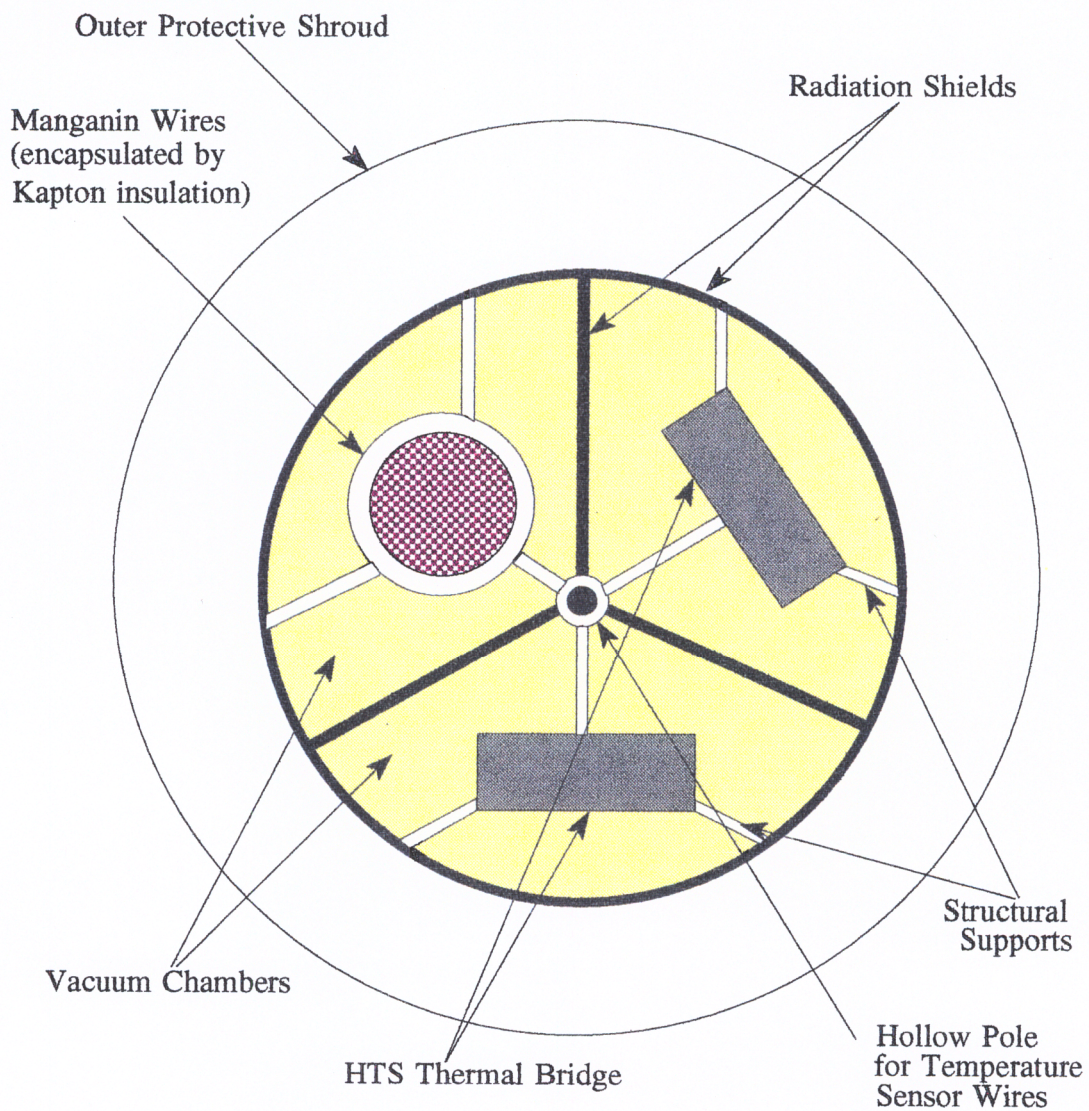 Outer Protective Shroud
Radiation Shields
Manganin Wires
(encapsulated by
Kapton insulation)
Structural
Supports
Vacuum Chambers
Hollow Pole
for Temperature
Sensor Wires
HTS Thermal Bridge